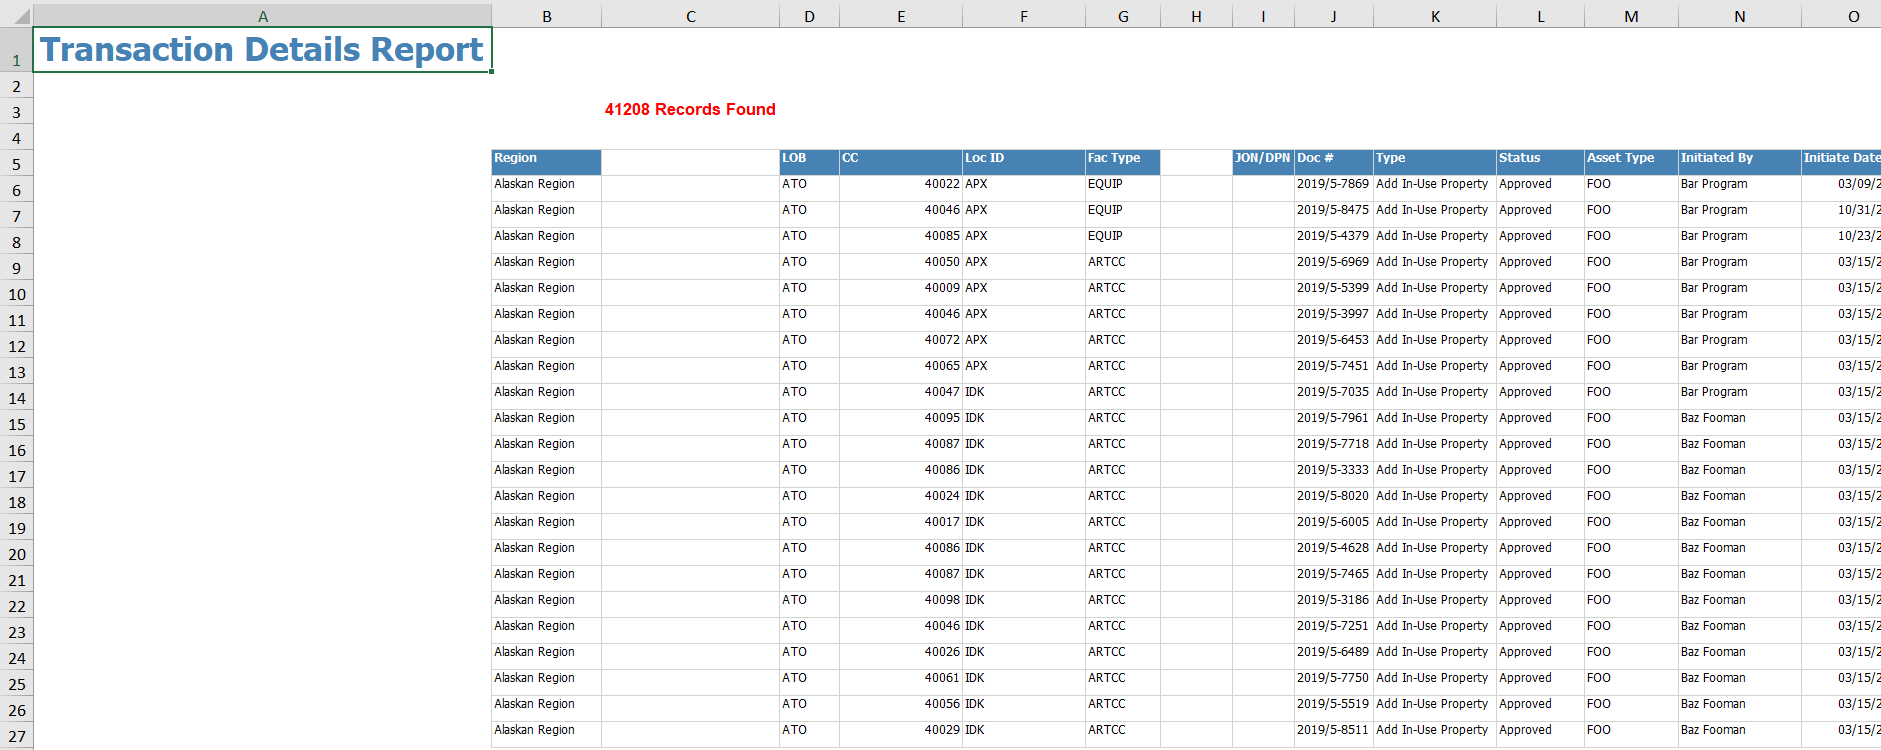 A B C D E F G H I J K L M N O
1 Transaction Details Report
2
3 41208 Records Found
4
5 Region LOB CC Loc ID Fac Type JON/DPN Doc # Type Status Asset Type Initiated By Initiate Date
6 Alaskan Region ATO 40022 APX EQUIP 2019/5-7869 Add In-Use Property Approved FOO Bar Program 03/09/2
7 Alaskan Region ATO 40046 APX EQUIP 2019/5-8475 Add In-Use Property Approved FOO Bar Program 10/31/2
8 Alaskan Region ATO 40085 APX EQUIP 2019/5-4379 Add In-Use Property Approved FOO Bar Program 10/23/2
9 Alaskan Region ATO 40050 APX ARTCC 2019/5-6969 Add In-Use Property Approved FOO Bar Program 03/15/2
10 Alaskan Region ATO 40009 APX ARTCC 2019/5-5399 Add In-Use Property Approved FOO Bar Program 03/15/2
11 Alaskan Region ATO 40046 APX ARTCC 2019/5-3997 Add In-Use Property Approved FOO Bar Program 03/15/2
12 Alaskan Region ATO 40072 APX ARTCC 2019/5-6453 Add In-Use Property Approved FOO Bar Program 03/15/2
13 Alaskan Region ATO 40065 APX ARTCC 2019/5-7451 Add In-Use Property Approved FOO Bar Program 03/15/2
14 Alaskan Region ATO 40047 IDK ARTCC 2019/5-7035 Add In-Use Property Approved FOO Bar Program 03/15/2
15 Alaskan Region ATO 40095 IDK ARTCC 2019/5-7961 Add In-Use Property Approved FOO Baz Fooman 03/15/2
16 Alaskan Region ATO 40087 IDK ARTCC 2019/5-7718 Add In-Use Property Approved FOO Baz Fooman 03/15/2
17 Alaskan Region ATO 40086 IDK ARTCC 2019/5-3333 Add In-Use Property Approved FOO Baz Fooman 03/15/2
18 Alaskan Region ATO 40024 IDK ARTCC 2019/5-8020 Add In-Use Property Approved FOO Baz Fooman 03/15/2
19 Alaskan Region ATO 40017 IDK ARTCC 2019/5-6005 Add In-Use Property Approved FOO Baz Fooman 03/15/2
20 Alaskan Region ATO 40086 IDK ARTCC 2019/5-4628 Add In-Use Property Approved FOO Baz Fooman 03/15/2
21 Alaskan Region ATO 40087 IDK ARTCC 2019/5-7465 Add In-Use Property Approved FOO Baz Fooman 03/15/2
22 Alaskan Region ATO 40098 IDK ARTCC 2019/5-3186 Add In-Use Property Approved FOO Baz Fooman 03/15/2
23 Alaskan Region ATO 40046 IDK ARTCC 2019/5-7251 Add In-Use Property Approved FOO Baz Fooman 03/15/2
24 Alaskan Region ATO 40026 IDK ARTCC 2019/5-6489 Add In-Use Property Approved FOO Baz Fooman 03/15/2
25 Alaskan Region ATO 40061 IDK ARTCC 2019/5-7750 Add In-Use Property Approved FOO Baz Fooman 03/15/2
26 Alaskan Region ATO 40056 IDK ARTCC 2019/5-5519 Add In-Use Property Approved FOO Baz Fooman 03/15/2
27 Alaskan Region ATO 40029 IDK ARTCC 2019/5-8511 Add In-Use Property Approved FOO Baz Fooman 03/15/2